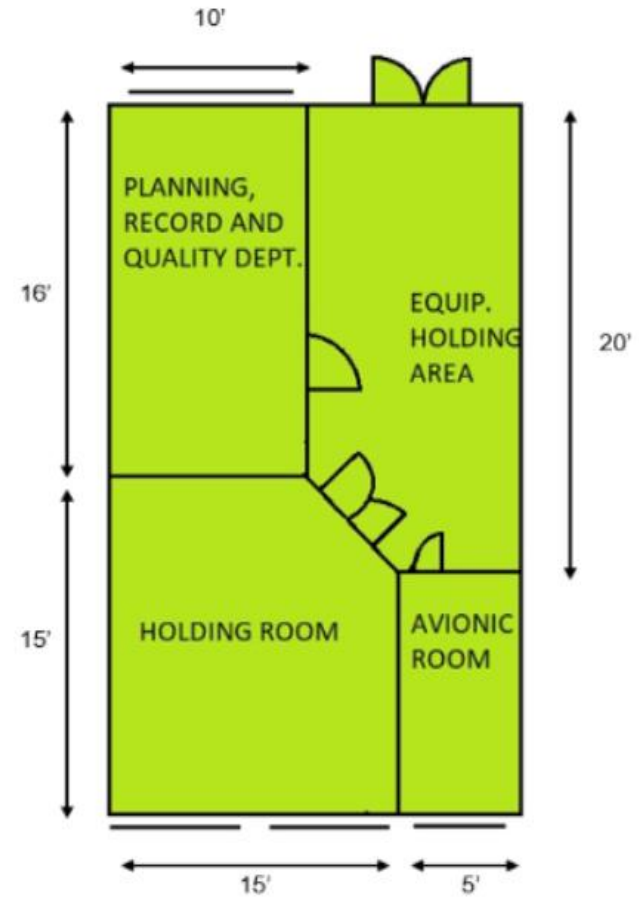 10'
PLANNING,
RECORD AND
QUALITY DEPT.
16'
EQUIP.
HOLDING
AREA
20'
HOLDING ROOM
AVIONIC
ROOM
15'
15'
5'